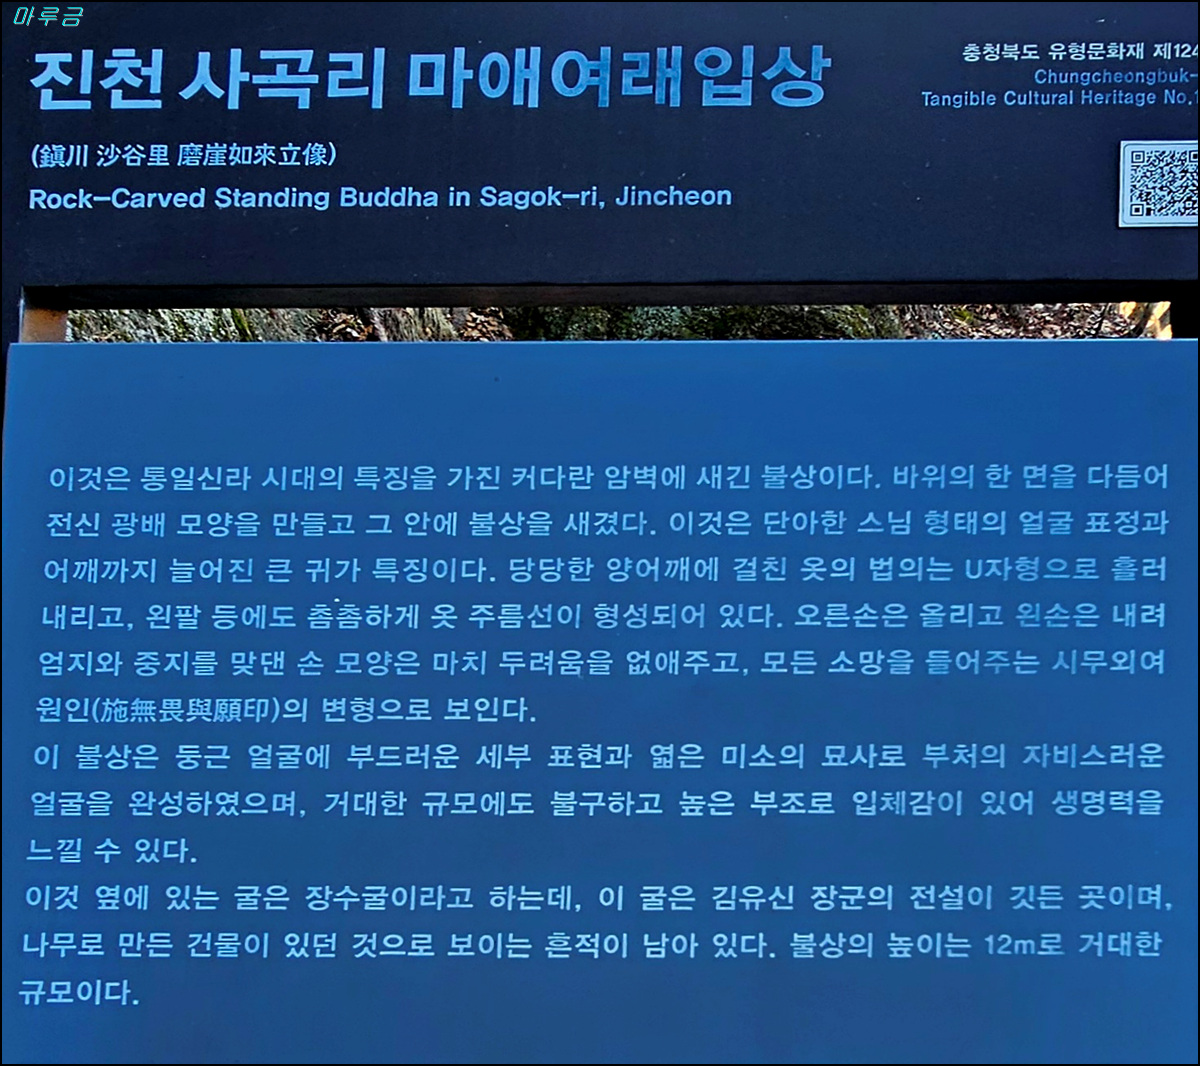 마루금
진천 사곡리 마애여래입상
충청북도 유형문화재 제124
Chungcheongbuk-
Tangible Cultural Heritage No.1
(鎭川 沙谷里 磨崖如來立像)
Rock-Carved Standing Buddha in Sagok-ri, Jincheon
이것은 통일신라 시대의 특징을 가진 커다란 암벽에 새긴 불상이다. 바위의 한 면을 다듬어
전신 광배 모양을 만들고 그 안에 불상을 새겼다. 이것은 단아한 스님 형태의 얼굴 표정과
어깨까지 늘어진 큰 귀가 특징이다. 당당한 양어깨에 걸친 옷의 법의는 U자형으로 흘러
내리고, 왼팔 등에도 촘촘하게 옷 주름선이 형성되어 있다. 오른손은 올리고 왼손은 내려
엄지와 중지를 맞댄 손 모양은 마치 두려움을 없애주고, 모든 소망을 들어주는 시무외여
원인(施無畏與願印)의 변형으로 보인다.
이 불상은 둥근 얼굴에 부드러운 세부 표현과 엷은 미소의 묘사로 부처의 자비스러운
얼굴을 완성하였으며, 거대한 규모에도 불구하고 높은 부조로 입체감이 있어 생명력을
느낄 수 있다.
이것 옆에 있는 굴은 장수굴이라고 하는데, 이 굴은 김유신 장군의 전설이 깃든 곳이며,
나무로 만든 건물이 있던 것으로 보이는 흔적이 남아 있다. 불상의 높이는 12m로 거대한
규모이다.